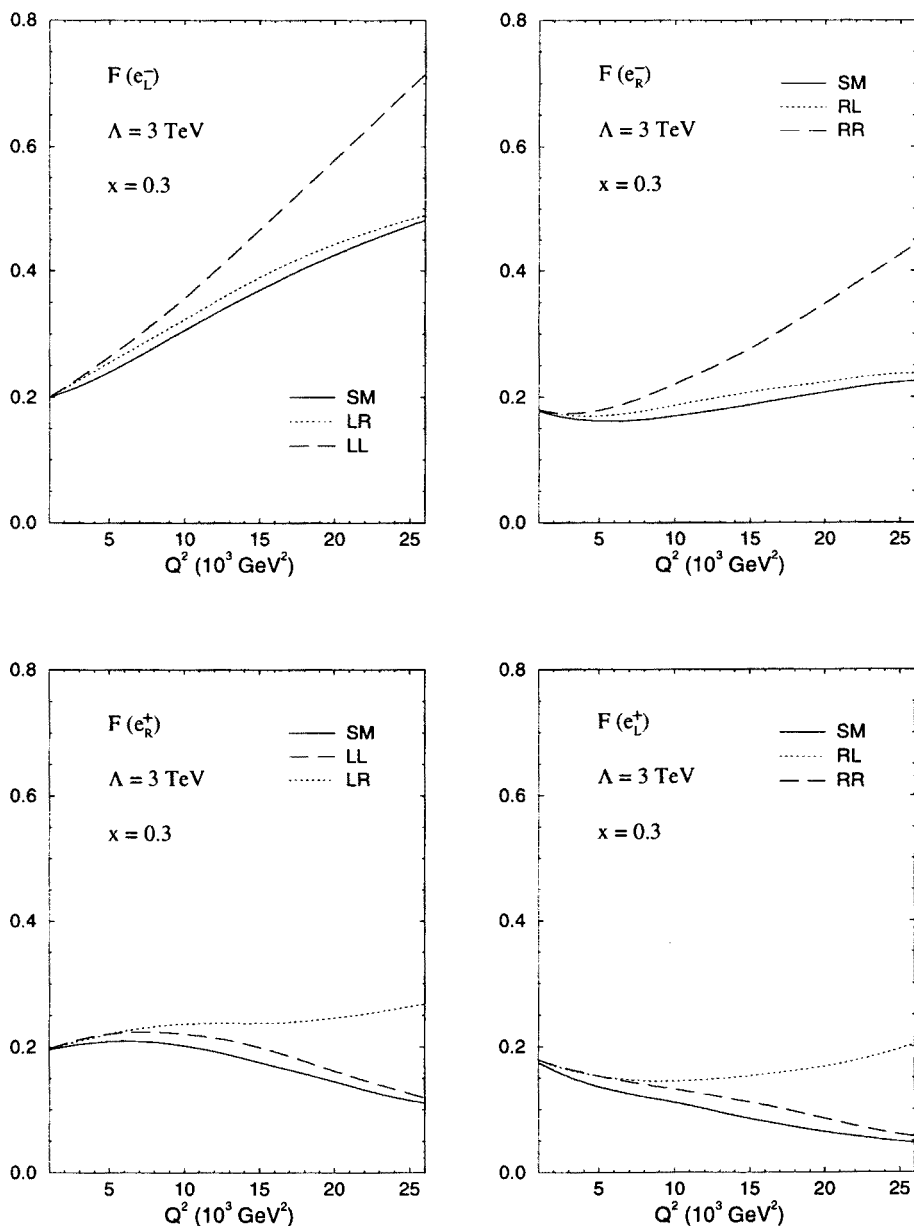 0.8
0.6
0.4
0.2
0.0
F (e⁻_L)
Λ = 3 TeV
x = 0.3
SM
LR
LL
5 10 15 20 25
Q² (10³ GeV²)
0.8
0.6
0.4
0.2
0.0
F (e⁻_R)
Λ = 3 TeV
x = 0.3
SM
RL
RR
5 10 15 20 25
Q² (10³ GeV²)
0.8
0.6
0.4
0.2
0.0
F (e⁺_R)
Λ = 3 TeV
x = 0.3
SM
LL
LR
5 10 15 20 25
Q² (10³ GeV²)
0.8
0.6
0.4
0.2
0.0
F (e⁺_L)
Λ = 3 TeV
x = 0.3
SM
RL
RR
5 10 15 20 25
Q² (10³ GeV²)